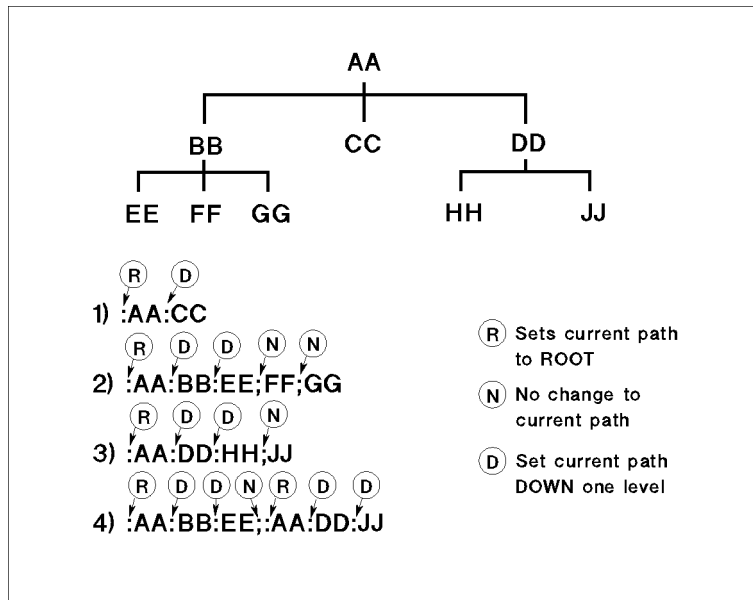 AA
BB CC DD
EE FF GG HH JJ
R D
1) :AA:CC
R D D N N
2) :AA:BB:EE;FF;GG
R D D N
3) :AA:DD:HH;JJ
R D D N R D D
4) :AA:BB:EE;:AA:DD:JJ
R Sets current path
to ROOT
N No change to
current path
D Set current path
DOWN one level